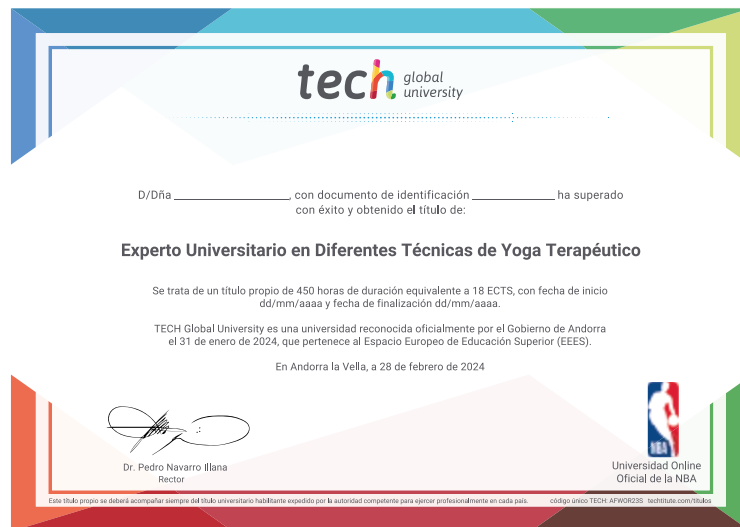 tech global university
D/Dña ____________________, con documento de identificación ______________ ha superado
con éxito y obtenido el título de:
Experto Universitario en Diferentes Técnicas de Yoga Terapéutico
Se trata de un título propio de 450 horas de duración equivalente a 18 ECTS, con fecha de inicio
dd/mm/aaaa y fecha de finalización dd/mm/aaaa.
TECH Global University es una universidad reconocida oficialmente por el Gobierno de Andorra
el 31 de enero de 2024, que pertenece al Espacio Europeo de Educación Superior (EEES).
En Andorra la Vella, a 28 de febrero de 2024
Dr. Pedro Navarro Illana
Rector
NBA
Universidad Online
Oficial de la NBA
Este título propio se deberá acompañar siempre del título universitario habilitante expedido por la autoridad competente para ejercer profesionalmente en cada país. código único TECH: AFWOR23S techtitute.com/titulos